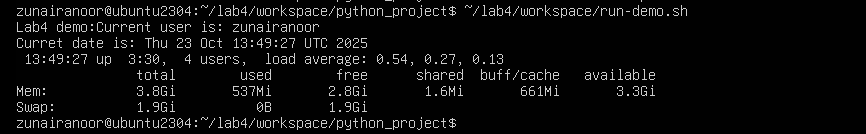 zunairanoor@ubuntu2304:~/lab4/workspace/python_project$ ~/lab4/workspace/run-demo.sh
Lab4 demo:Current user is: zunairanoor
Curret date is: Thu 23 Oct 13:49:27 UTC 2025
 13:49:27 up  3:30,  4 users,  load average: 0.54, 0.27, 0.13
               total        used        free      shared  buff/cache   available
Mem:           3.8Gi       537Mi       2.8Gi       1.6Mi       661Mi       3.3Gi
Swap:          1.9Gi          0B       1.9Gi
zunairanoor@ubuntu2304:~/lab4/workspace/python_project$